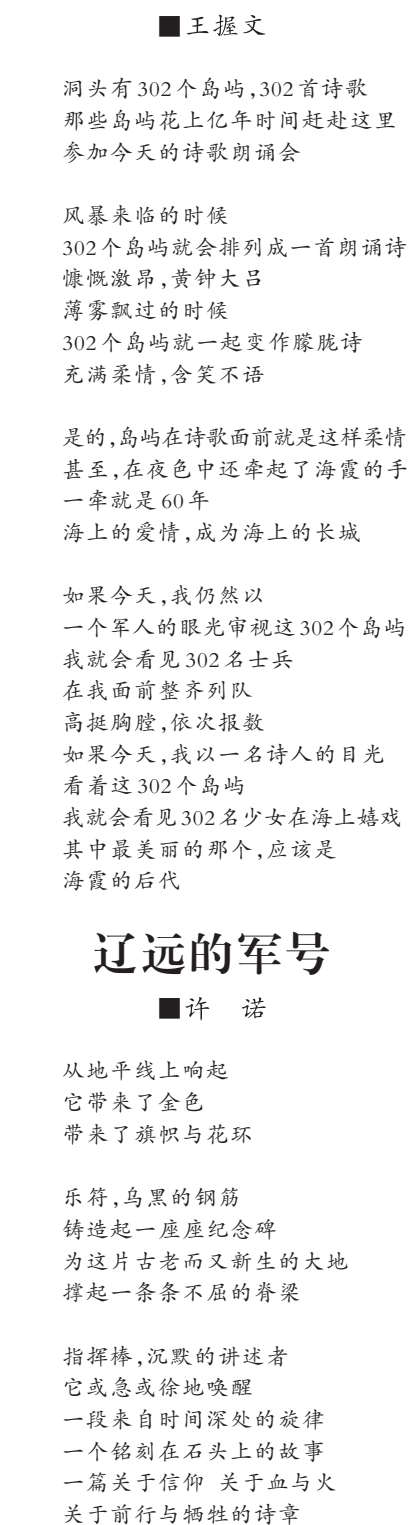 ■王握文
洞头有302个岛屿,302首诗歌
那些岛屿花上亿年时间赶赴这里
参加今天的诗歌朗诵会
风暴来临的时候
302个岛屿就会排列成一首朗诵诗
慷慨激昂,黄钟大吕
薄雾飘过的时候
302个岛屿就一起变作朦胧诗
充满柔情,含笑不语
是的,岛屿在诗歌面前就是这样柔情
甚至,在夜色中还牵起了海霞的手
一牵就是60年
海上的爱情,成为海上的长城
如果今天,我仍然以
一个军人的眼光审视这302个岛屿
我就会看见302名士兵
在我面前整齐列队
高挺胸膛,依次报数
如果今天,我以一名诗人的目光
看着这302个岛屿
我就会看见302名少女在海上嬉戏
其中最美丽的那个,应该是
海霞的后代
辽远的军号
■许 诺
从地平线上响起
它带来了金色
带来了旗帜与花环
乐符,乌黑的钢筋
铸造起一座座纪念碑
为这片古老而又新生的大地
撑起一条条不屈的脊梁
指挥棒,沉默的讲述者
它或急或徐地唤醒
一段来自时间深处的旋律
一个铭刻在石头上的故事
一篇关于信仰 关于血与火
关于前行与牺牲的诗章